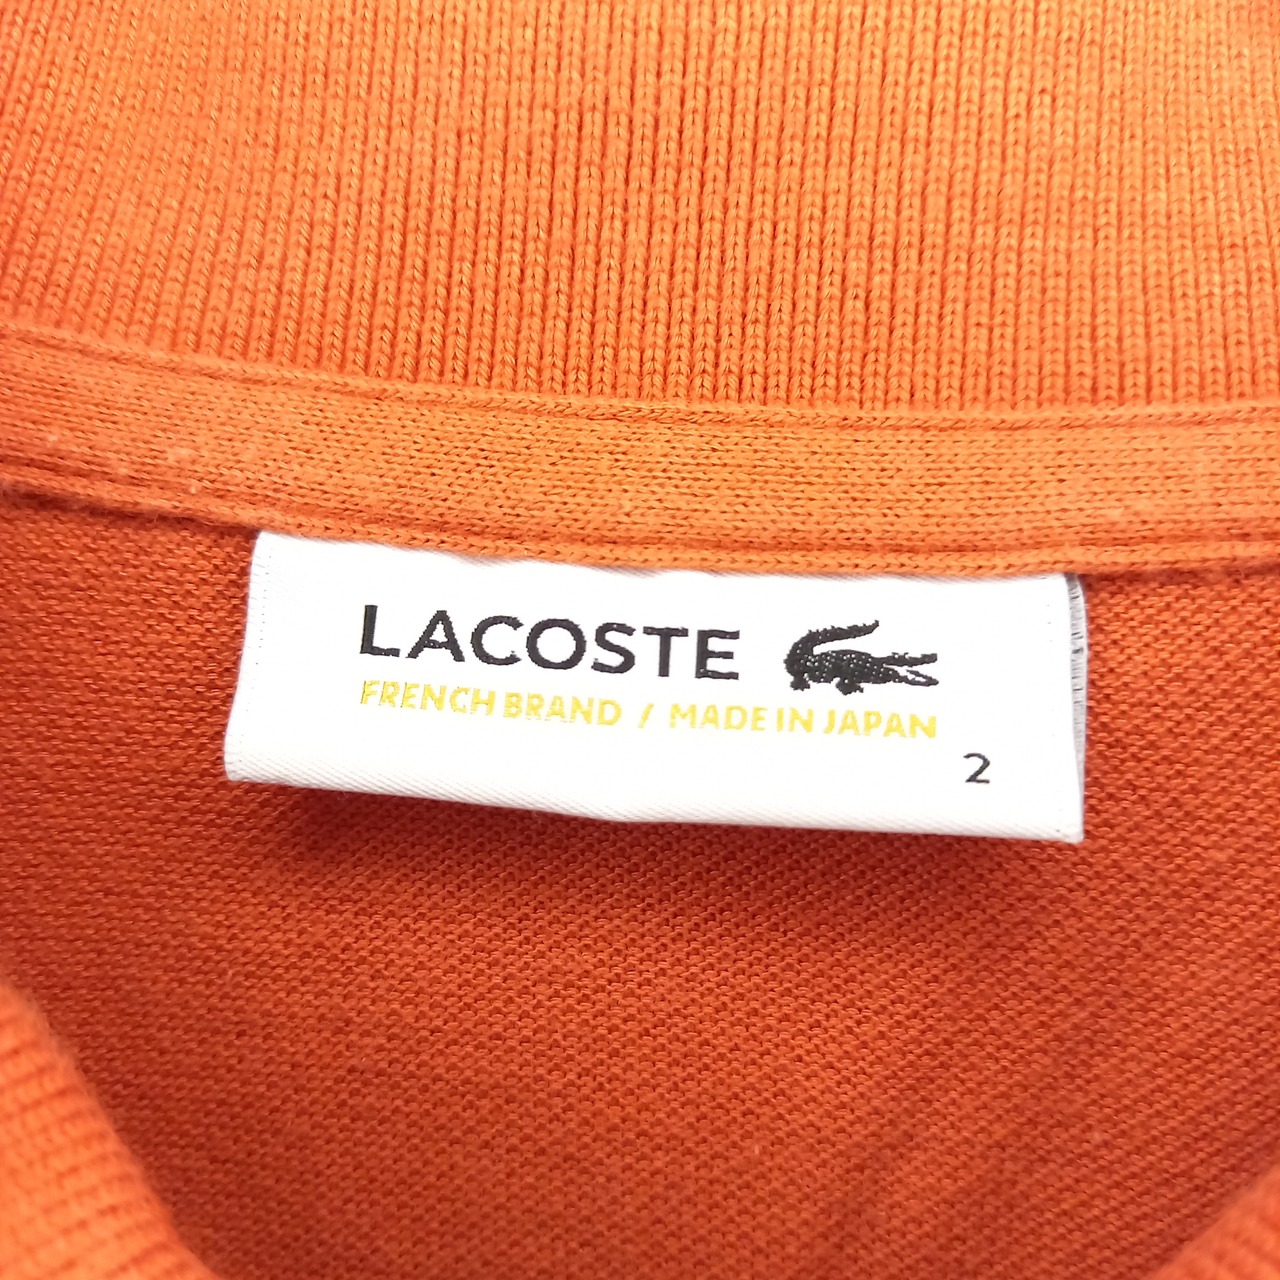 LACOSTE
FRENCH BRAND / MADE IN JAPAN
2